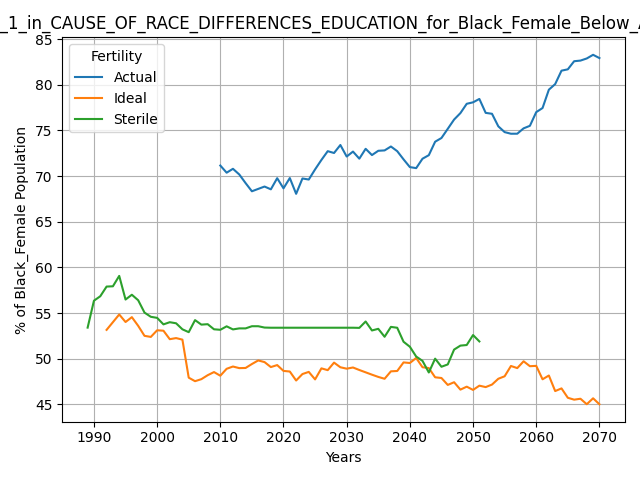 _1_in_CAUSE_OF_RACE_DIFFERENCES_EDUCATION_for_Black_Female_Below_
85
80
75
70
65
60
55
50
45
% of Black_Female Population
Fertility
Actual
Ideal
Sterile
1990 2000 2010 2020 2030 2040 2050 2060 2070
Years